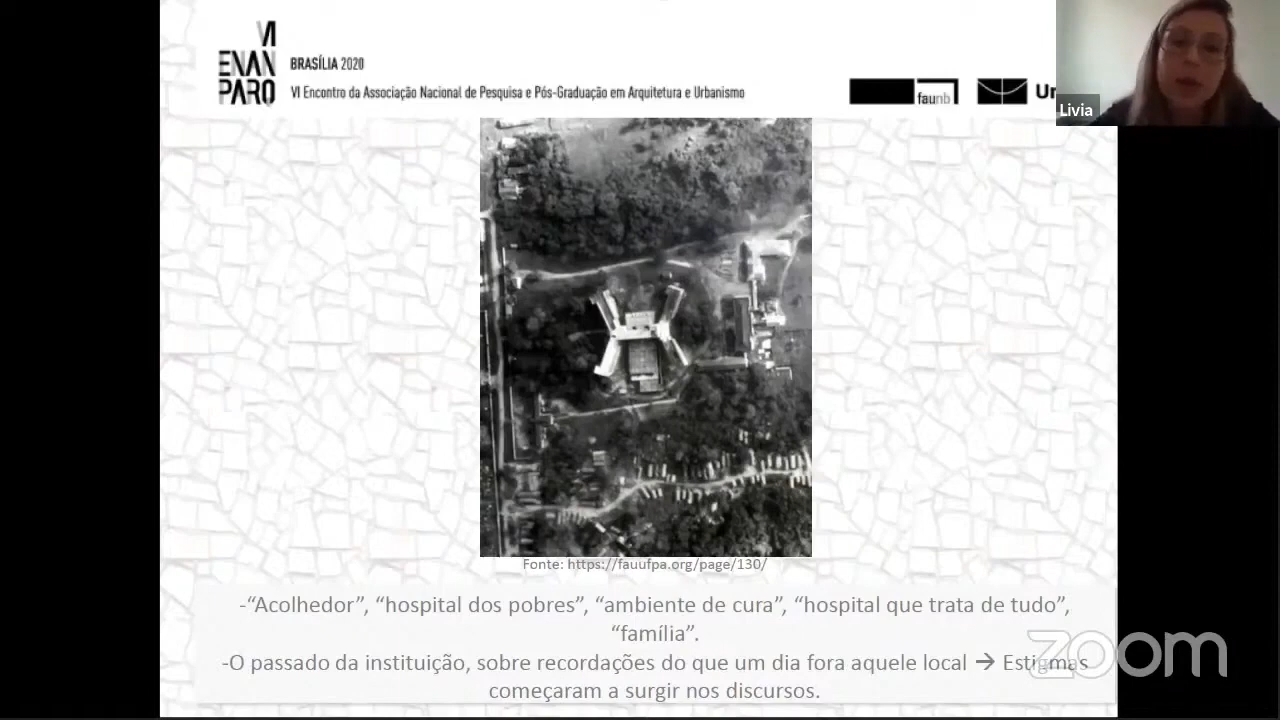 VI
ENAN
PARQ
BRASÍLIA 2020
VI Encontro da Associação Nacional de Pesquisa e Pós-Graduação em Arquitetura e Urbanismo
faunb
Livia
Fonte: https://fauufpa.org/page/130/
-“Acolhedor”, “hospital dos pobres”, “ambiente de cura”, “hospital que trata de tudo”,
“família”.
-O passado da instituição, sobre recordações do que um dia fora aquele local → Estigmas
começaram a surgir nos discursos.
zoom